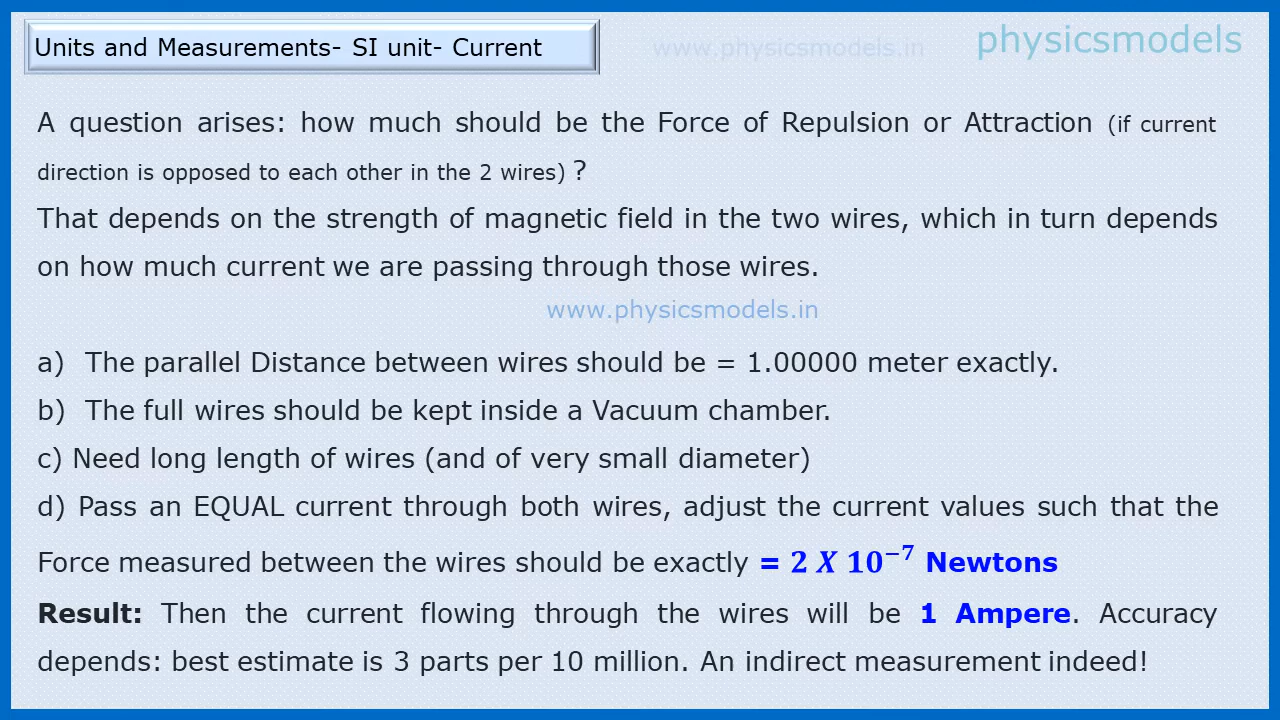 Units and Measurements- SI unit- Current
www.physicsmodels.in
physicsmodels
A question arises: how much should be the Force of Repulsion or Attraction (if current
direction is opposed to each other in the 2 wires) ?
That depends on the strength of magnetic field in the two wires, which in turn depends
on how much current we are passing through those wires.
www.physicsmodels.in
a) The parallel Distance between wires should be = 1.00000 meter exactly.
b) The full wires should be kept inside a Vacuum chamber.
c) Need long length of wires (and of very small diameter)
d) Pass an EQUAL current through both wires, adjust the current values such that the
Force measured between the wires should be exactly = 2 X 10⁻⁷ Newtons
Result: Then the current flowing through the wires will be 1 Ampere. Accuracy
depends: best estimate is 3 parts per 10 million. An indirect measurement indeed!